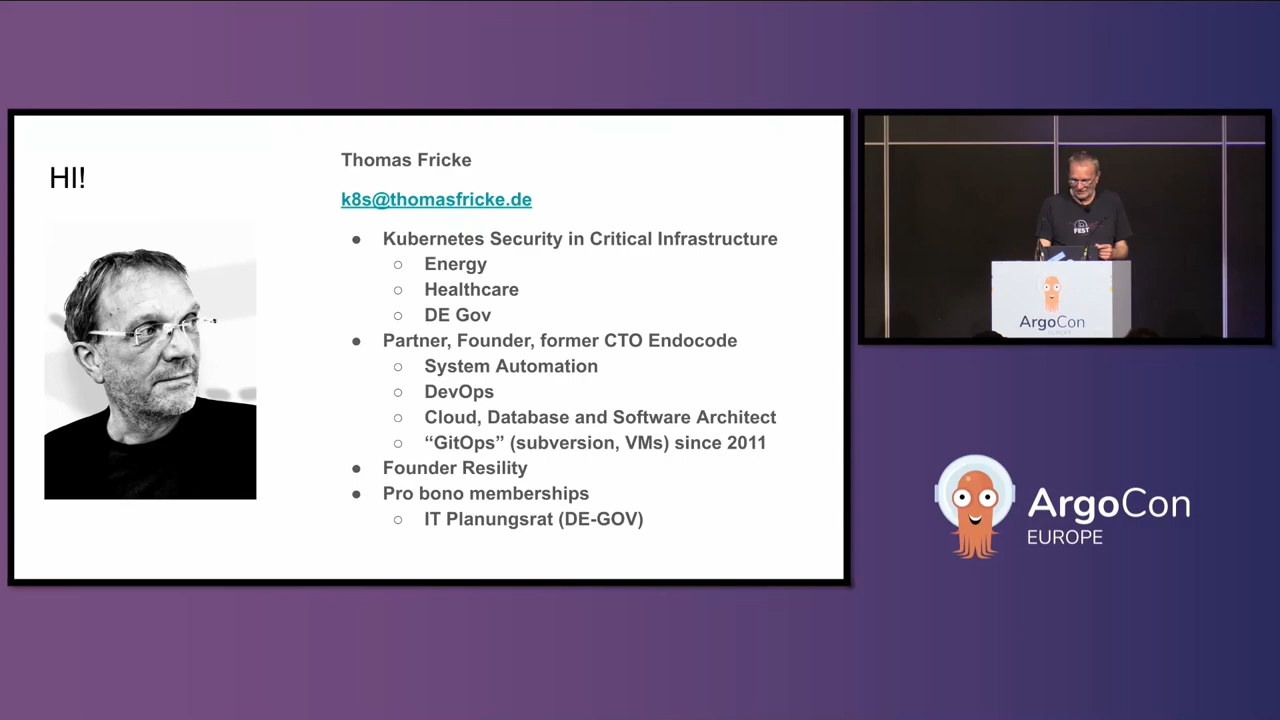 HI!
Thomas Fricke
k8s@thomasfricke.de
● Kubernetes Security in Critical Infrastructure
○ Energy
○ Healthcare
○ DE Gov
● Partner, Founder, former CTO Endocode
○ System Automation
○ DevOps
○ Cloud, Database and Software Architect
○ “GitOps” (subversion, VMs) since 2011
● Founder Resility
● Pro bono memberships
○ IT Planungsrat (DE-GOV)
FEST
ArgoCon
EUROPE
ArgoCon
EUROPE